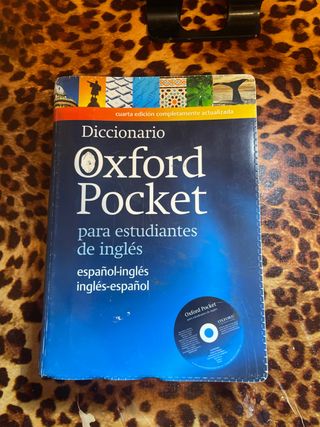 cuarta edición completamente actualizada
Diccionario
Oxford
Pocket
para estudiantes
de inglés
español-inglés
inglés-español
Oxford Pocket